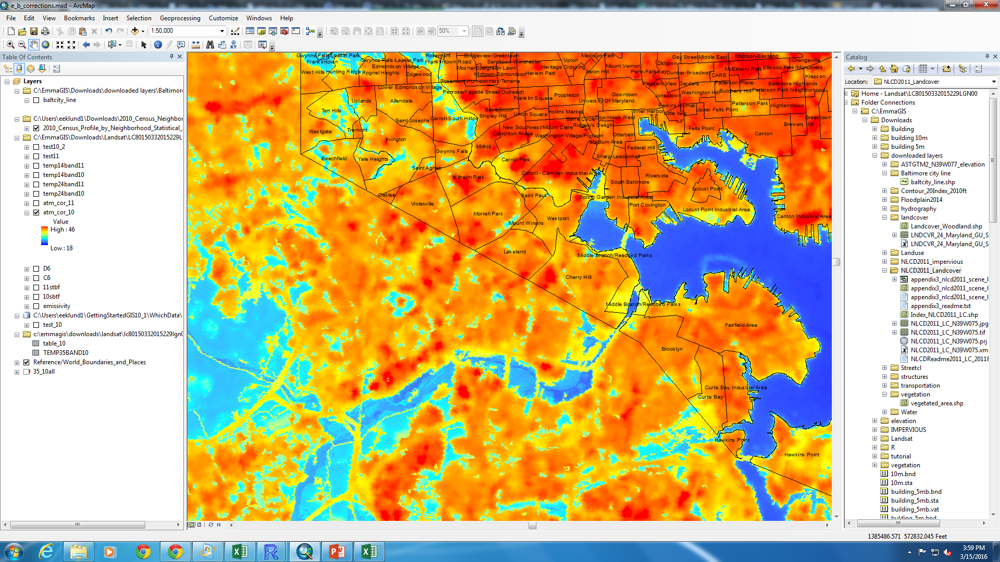 e_b_corrections.mxd - ArcMap
File Edit View Bookmarks Insert Selection Geoprocessing Customize Windows Help
1:50,000
50%
Table Of Contents
Layers
C:\EmmaGIS\Downloads\downloaded layers\Baltimor
baltcity_line
C:\Users\eeklund1\Downloads\2010_Census_Neighbor
2010_Census_Profile_by_Neighborhood_Statistical_
C:\EmmaGIS\Downloads\Landsat\LC80150332015229L
test10_2
test11
temp14band11
temp14band10
temp24band11
temp24band10
atm_cor_11
atm_cor_10
Value
High : 46
Low : 18
D6
C6
11stbf
10sbtf
emissivity
C:\Users\eeklund1\GettingStartedGIS10_1\WhichData\
test_10
c:\emmagis\downloads\landsat\lc80150332015229lgn0
table_10
TEMP35BAND10
Reference/World_Boundaries_and_Places
35_10all
Gwynns Falls/Leakin Park
Franklintown
West Hills
Hunting Ridge
Gwynns Falls/Leakin Park
Edmondson Village
Rognel Heights
Edgewood
Rosemont
Franklintown Road
Bridgeview/Greenlawn
Sandtown-Winchester
Mosher
Evergreen Lawn
Midtown-Edmondson
Harlem Park
Upton
Heritage Crossing
Madison Park
Seton Hill
Mount Vernon
Oldtown
Gay Street
Middle East
Madison-Eastend
Orangeville
McElderry Park
Ellwood Park/Monument
Penn-Fallsway
Dunbar-Broadway
CARE
Kresson
Lower Edmondson Village
Rosemont Homeowners/Tenants
Pleasant View Gardens
Patterson Place
Baltimore Highlands
Penrose/Fayette Street Outreach
Poppleton
Downtown
Jonestown
Washington Hill
Butcher's Hill
Patterson Park Neighborhood
Uplands
Allendale
Franklin Square
University Of Maryland
Perkins Homes
Patterson Park
Highlandtown
Ten Hills
Boyd-Booth
Shipley Hill
Union Square
Hollins Market
Inner Harbor
Little Italy
Upper Fells Point
Greektown
Saint Josephs
Carroll-South Hilton
Barre Circle
Downtown West
Ridgely's Delight
Otterbein
Fells Point
Canton
Brewers Hill
Westgate
Tremont
Irvington
New Southwest/Mount Clare
Carrollton Ridge
Washington Village/Pigtown
Stadium Area
Federal Hill
Millhill
Gwynns Falls
Beechfield
Yale Heights
Saint Agnes
Carroll Park
Sharp-Leadenhall
Carroll - Camden Industrial Area
Wilhelm Park
Riverside
South Baltimore
Locust Point
Oaklee
Violetville
Saint Paul
Spring Garden Industrial Area
Port Covington
Locust Point Industrial Area
Canton Industrial Area
Morrell Park
Mount Winans
Westport
Lakeland
Middle Branch/Reedbird Parks
Cherry Hill
Middle Branch/Reedbird Parks
Fairfield Area
Brooklyn
Curtis Bay Industrial Area
Curtis Bay
Hawkins Point
Hawkins Point
Catalog
Location: NLCD2011_Landcover
Home - Landsat\LC80150332015229LGN00
Folder Connections
C:\EmmaGIS
Downloads
Building
building 10m
building 5m
downloaded layers
ASTGTM2_N39W077_elevation
Baltimore city line
baltcity_line.shp
Contour_20Index_2010ft
Floodplain2014
hydrography
landcover
Landcover_Woodland.shp
LNDCVR_24_Maryland_GU_S
LNDCVR_24_Maryland_GU_S
Landuse
NLCD2011_impervious
NLCD2011_Landcover
appendix3_nlcd2011_scene_l
appendix3_nlcd2011_scene_l
appendix3_nlcd2011_scene_l
appendix3_readme.txt
Index_NLCD2011_LC.shp
NLCD2011_LC_N39W075.jpg
NLCD2011_LC_N39W075.tif
NLCD2011_LC_N39W075.prj
NLCD2011_LC_N39W075.xm
NLCDReadme2011_LC_2011E
Streetcl
structures
transportation
vegetation
vegetated_area.shp
Water
elevation
IMPERVIOUS
Landsat
R
tutorial
vegetation
10m.bnd
10m.sta
building_5mb.bnd
building_5mb.sta
building_5mb.vat
building_5m.bnd
1385486.571 572832.045 Feet
3:59 PM
3/15/2016